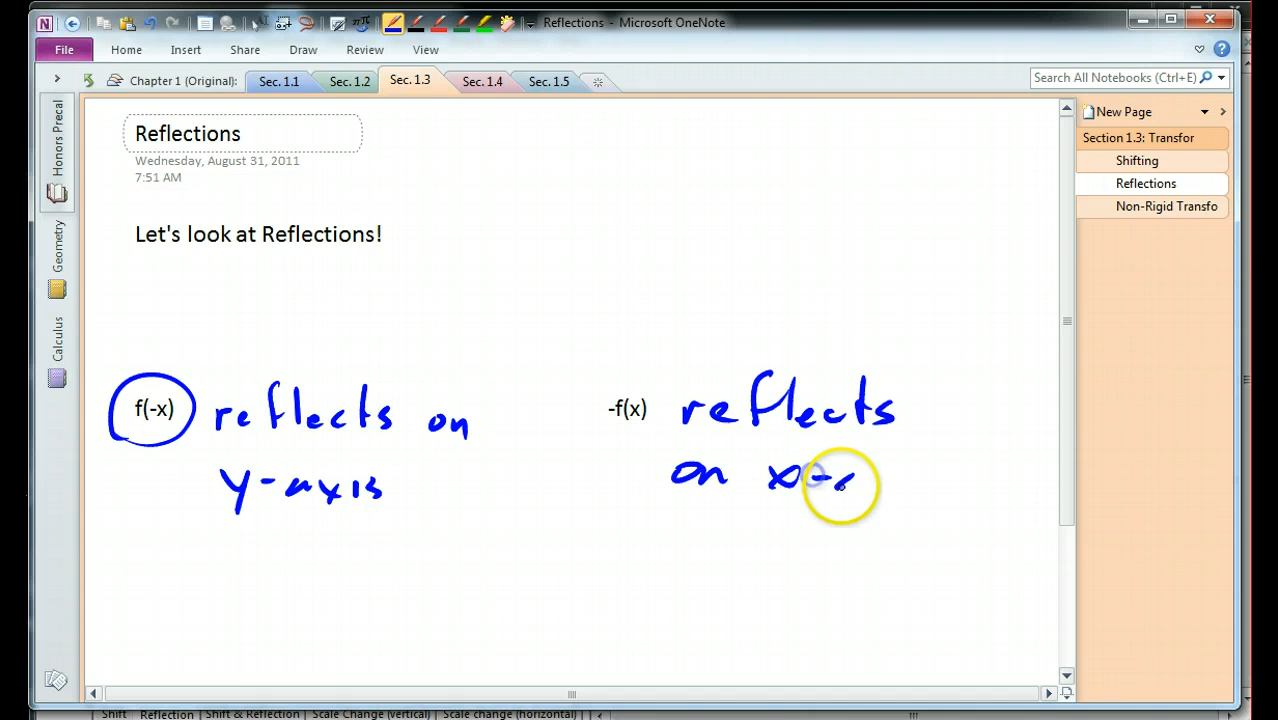 Reflections - Microsoft OneNote
File Home Insert Share Draw Review View
Chapter 1 (Original): Sec. 1.1 Sec. 1.2 Sec. 1.3 Sec. 1.4 Sec. 1.5
Search All Notebooks (Ctrl+E)
New Page
Section 1.3: Transfor
Shifting
Reflections
Non-Rigid Transfo
Honors Precal
Geometry
Calculus
Reflections
Wednesday, August 31, 2011
7:51 AM
Let's look at Reflections!
f(-x) reflects on
y-axis
-f(x) reflects
on x-
Shift Reflection Shift & Reflection Scale Change (vertical) Scale change (horizontal)